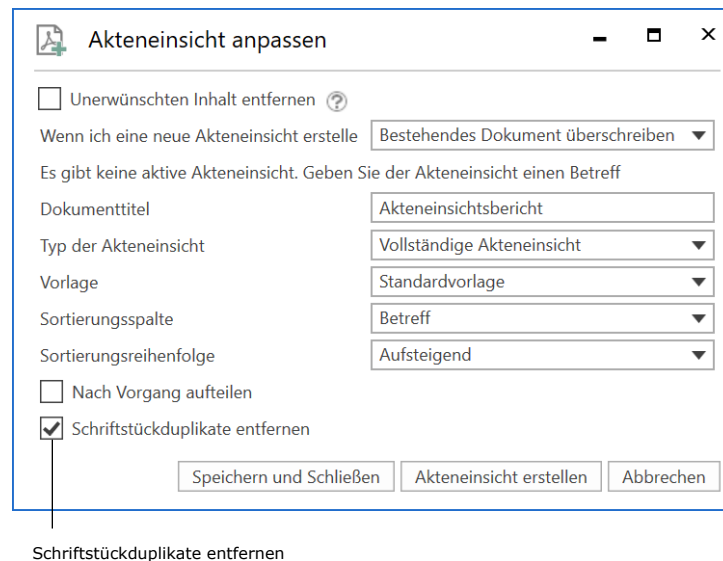 Akteneinsicht anpassen
Unerwünschten Inhalt entfernen ?
Wenn ich eine neue Akteneinsicht erstelle Bestehendes Dokument überschreiben
Es gibt keine aktive Akteneinsicht. Geben Sie der Akteneinsicht einen Betreff
Dokumenttitel Akteneinsichtsbericht
Typ der Akteneinsicht Vollständige Akteneinsicht
Vorlage Standardvorlage
Sortierungsspalte Betreff
Sortierungsreihenfolge Aufsteigend
Nach Vorgang aufteilen
Schriftstückduplikate entfernen
Speichern und Schließen Akteneinsicht erstellen Abbrechen
Schriftstückduplikate entfernen